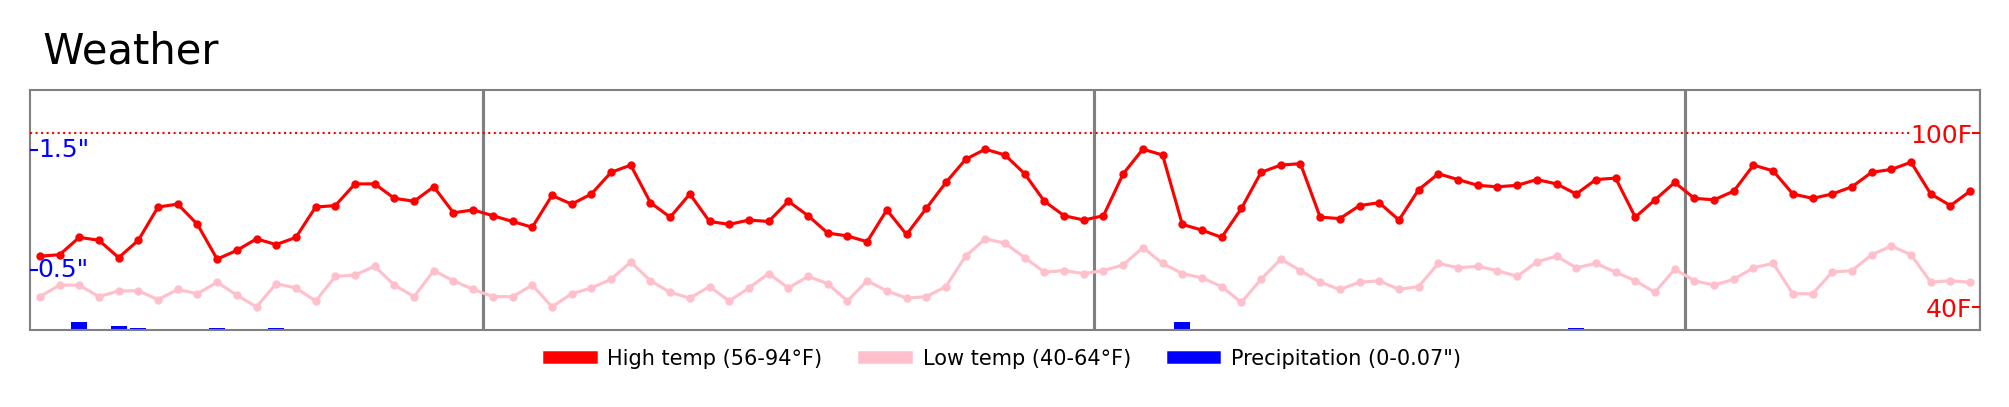 Weather
1.5"
100F
0.5"
40F
High temp (56-94°F)
Low temp (40-64°F)
Precipitation (0-0.07")